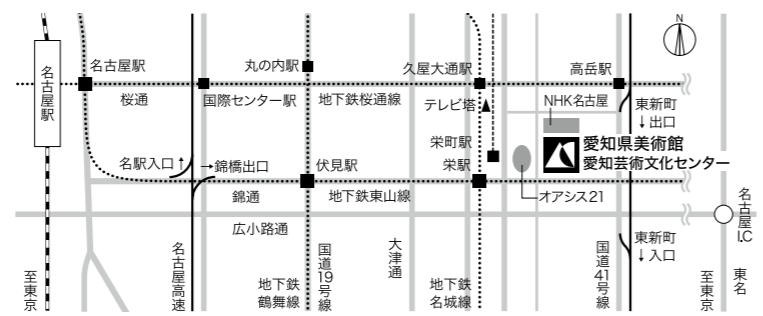 N
名古屋駅
名古屋駅
丸の内駅
久屋大通駅
高岳駅
桜通
国際センター駅
地下鉄桜通線
テレビ塔
NHK名古屋
東新町
↓出口
栄町駅
愛知県美術館
愛知芸術文化センター
名駅入口↑
→錦橋出口
伏見駅
栄駅
錦通
地下鉄東山線
オアシス21
広小路通
名古屋I.C
至東京
名古屋高速
地下鉄
鶴舞線
国道19号線
大津通
地下鉄
名城線
国道41号線
東新町
↓入口
至東京
東名